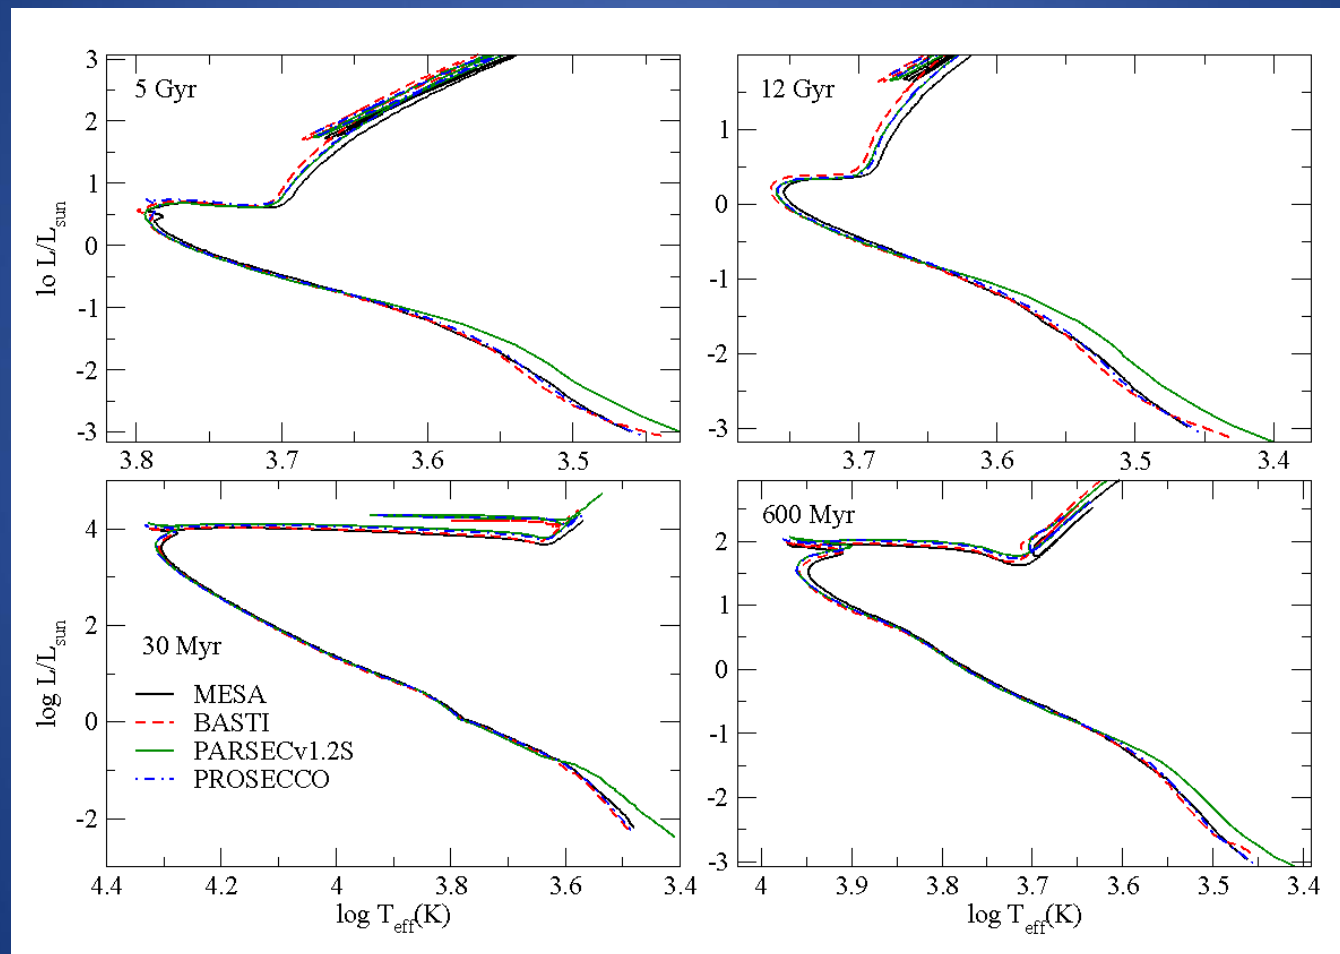 5 Gyr
3
2
1
0
-1
-2
-3
lo L/L_sun
3.8 3.7 3.6 3.5
12 Gyr
1
0
-1
-2
-3
3.7 3.6 3.5 3.4
30 Myr
4
2
0
-2
log L/L_sun
MESA
BASTI
PARSECv1.2S
PROSECCO
4.4 4.2 4 3.8 3.6 3.4
log T_eff(K)
600 Myr
2
1
0
-1
-2
-3
4 3.9 3.8 3.7 3.6 3.5 3.4
log T_eff(K)